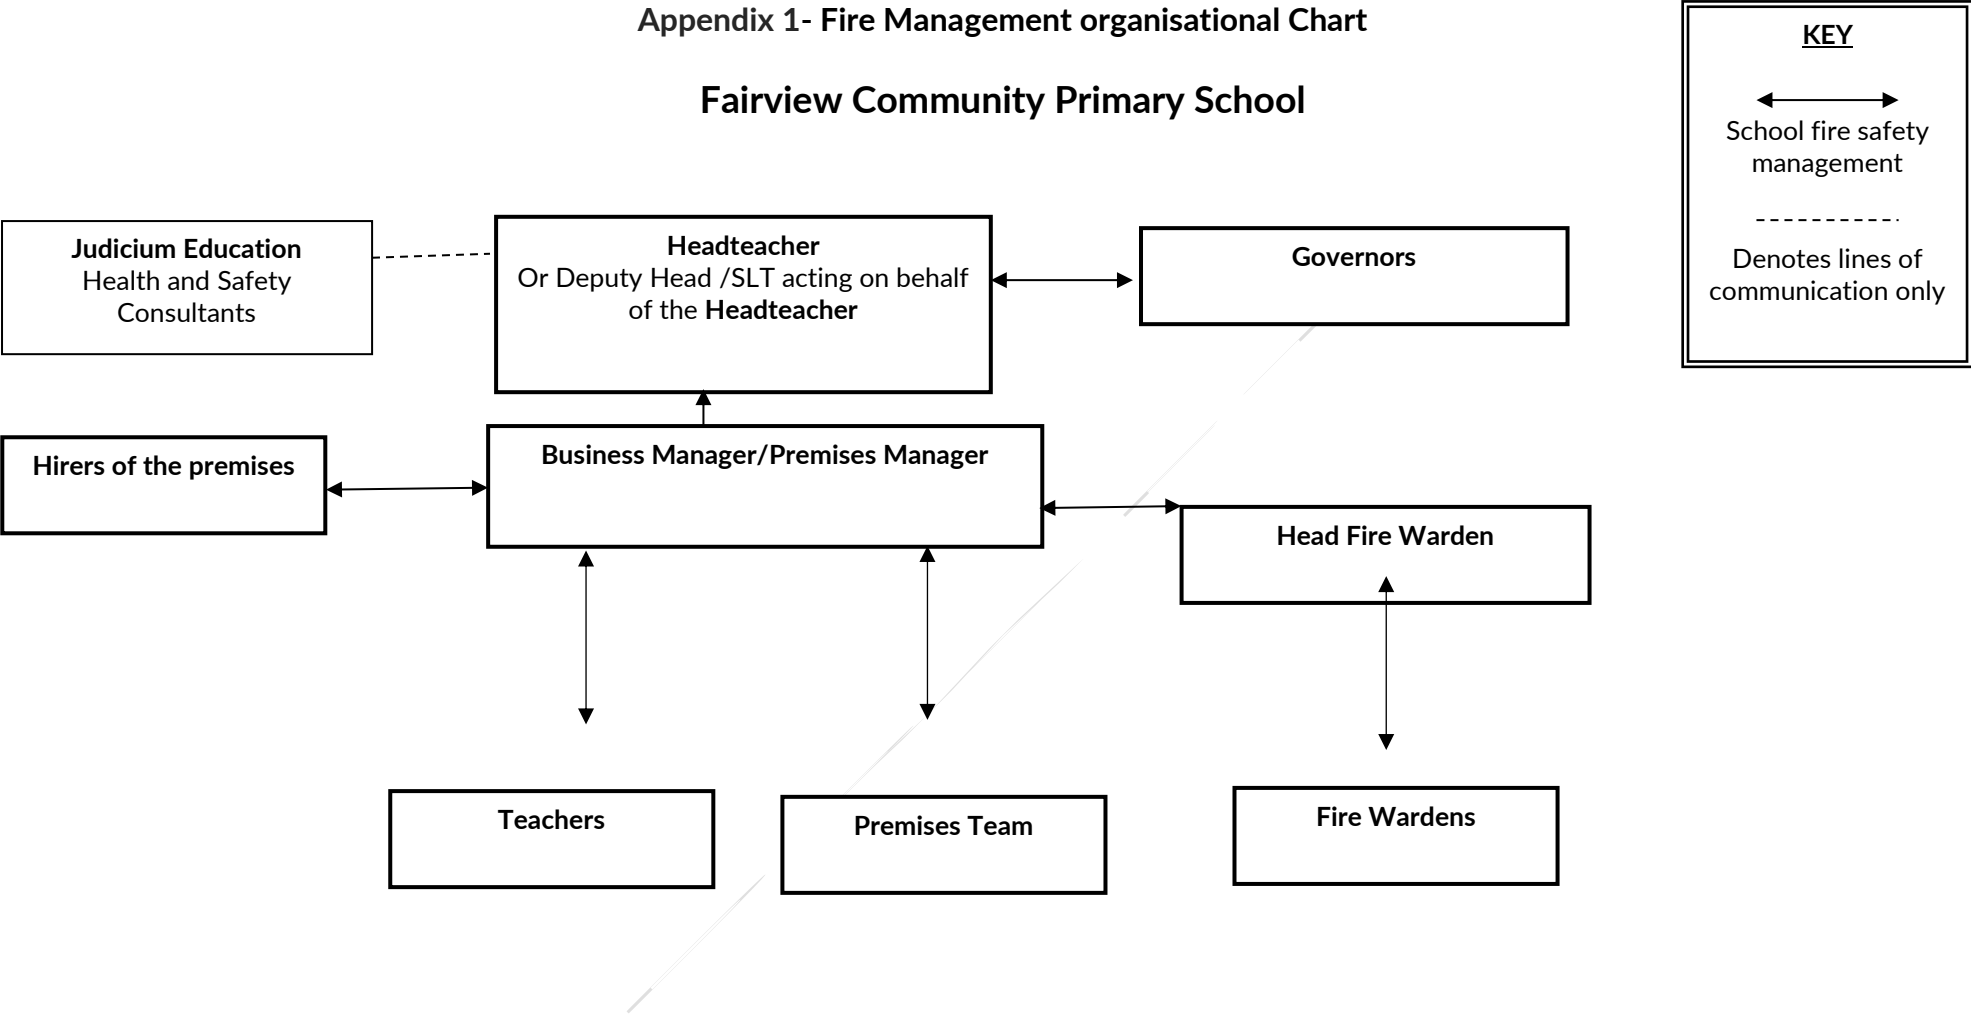 Appendix 1- Fire Management organisational Chart
Fairview Community Primary School
KEY
School fire safety
management
Denotes lines of
communication only
Judicium Education
Health and Safety
Consultants
Headteacher
Or Deputy Head /SLT acting on behalf
of the Headteacher
Governors
Hirers of the premises
Business Manager/Premises Manager
Head Fire Warden
Teachers
Premises Team
Fire Wardens